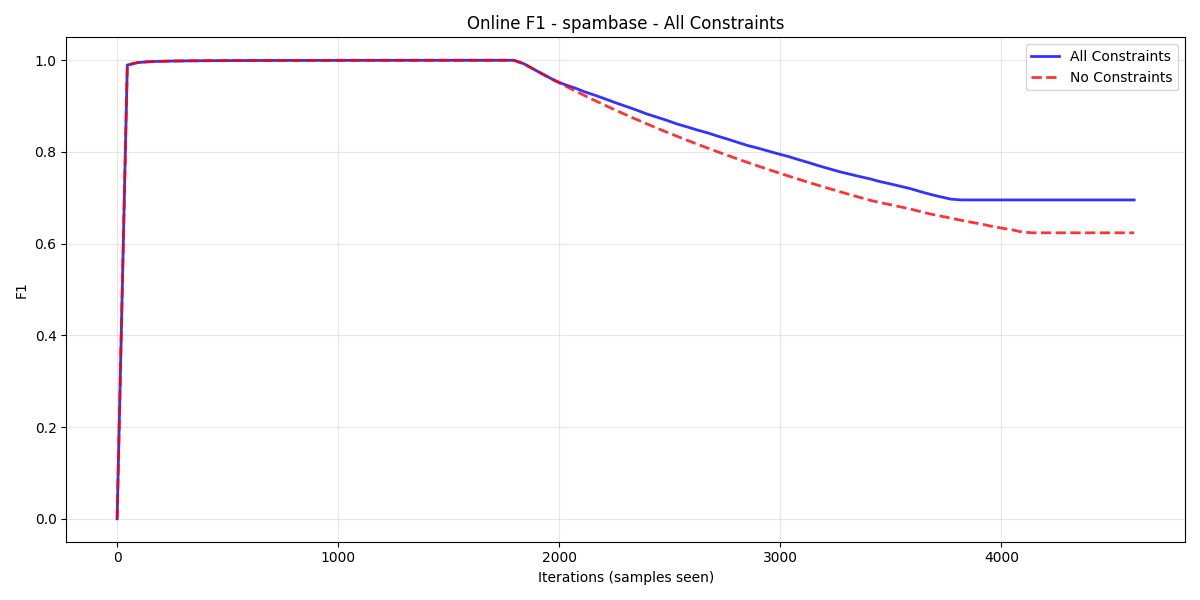 Online F1 - spambase - All Constraints
All Constraints
No Constraints
F1
1.0
0.8
0.6
0.4
0.2
0.0
0 1000 2000 3000 4000
Iterations (samples seen)